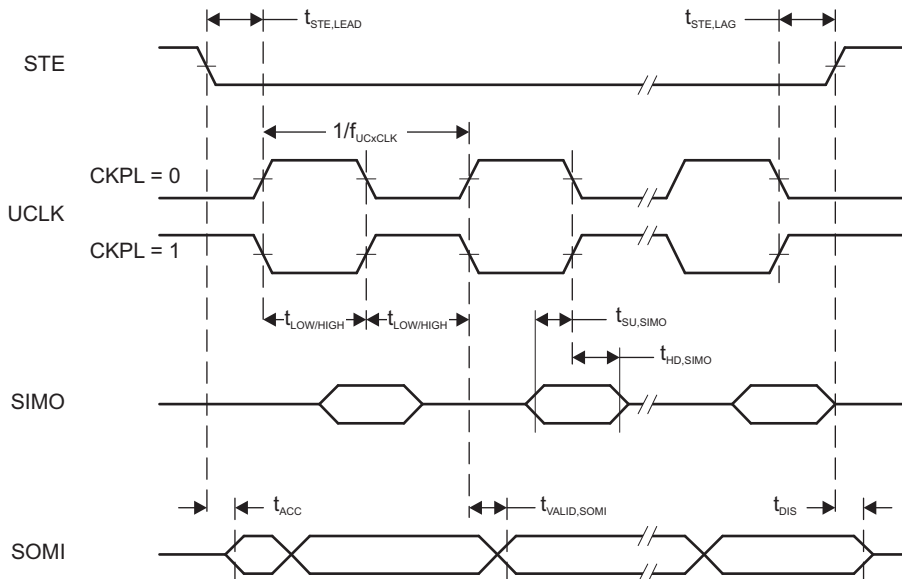 t_STE,LEAD
t_STE,LAG
STE
1/f_UCxCLK
CKPL = 0
UCLK
CKPL = 1
t_LOW/HIGH t_LOW/HIGH
t_SU,SIMO
t_HD,SIMO
SIMO
t_ACC
t_VALID,SOMI
t_DIS
SOMI